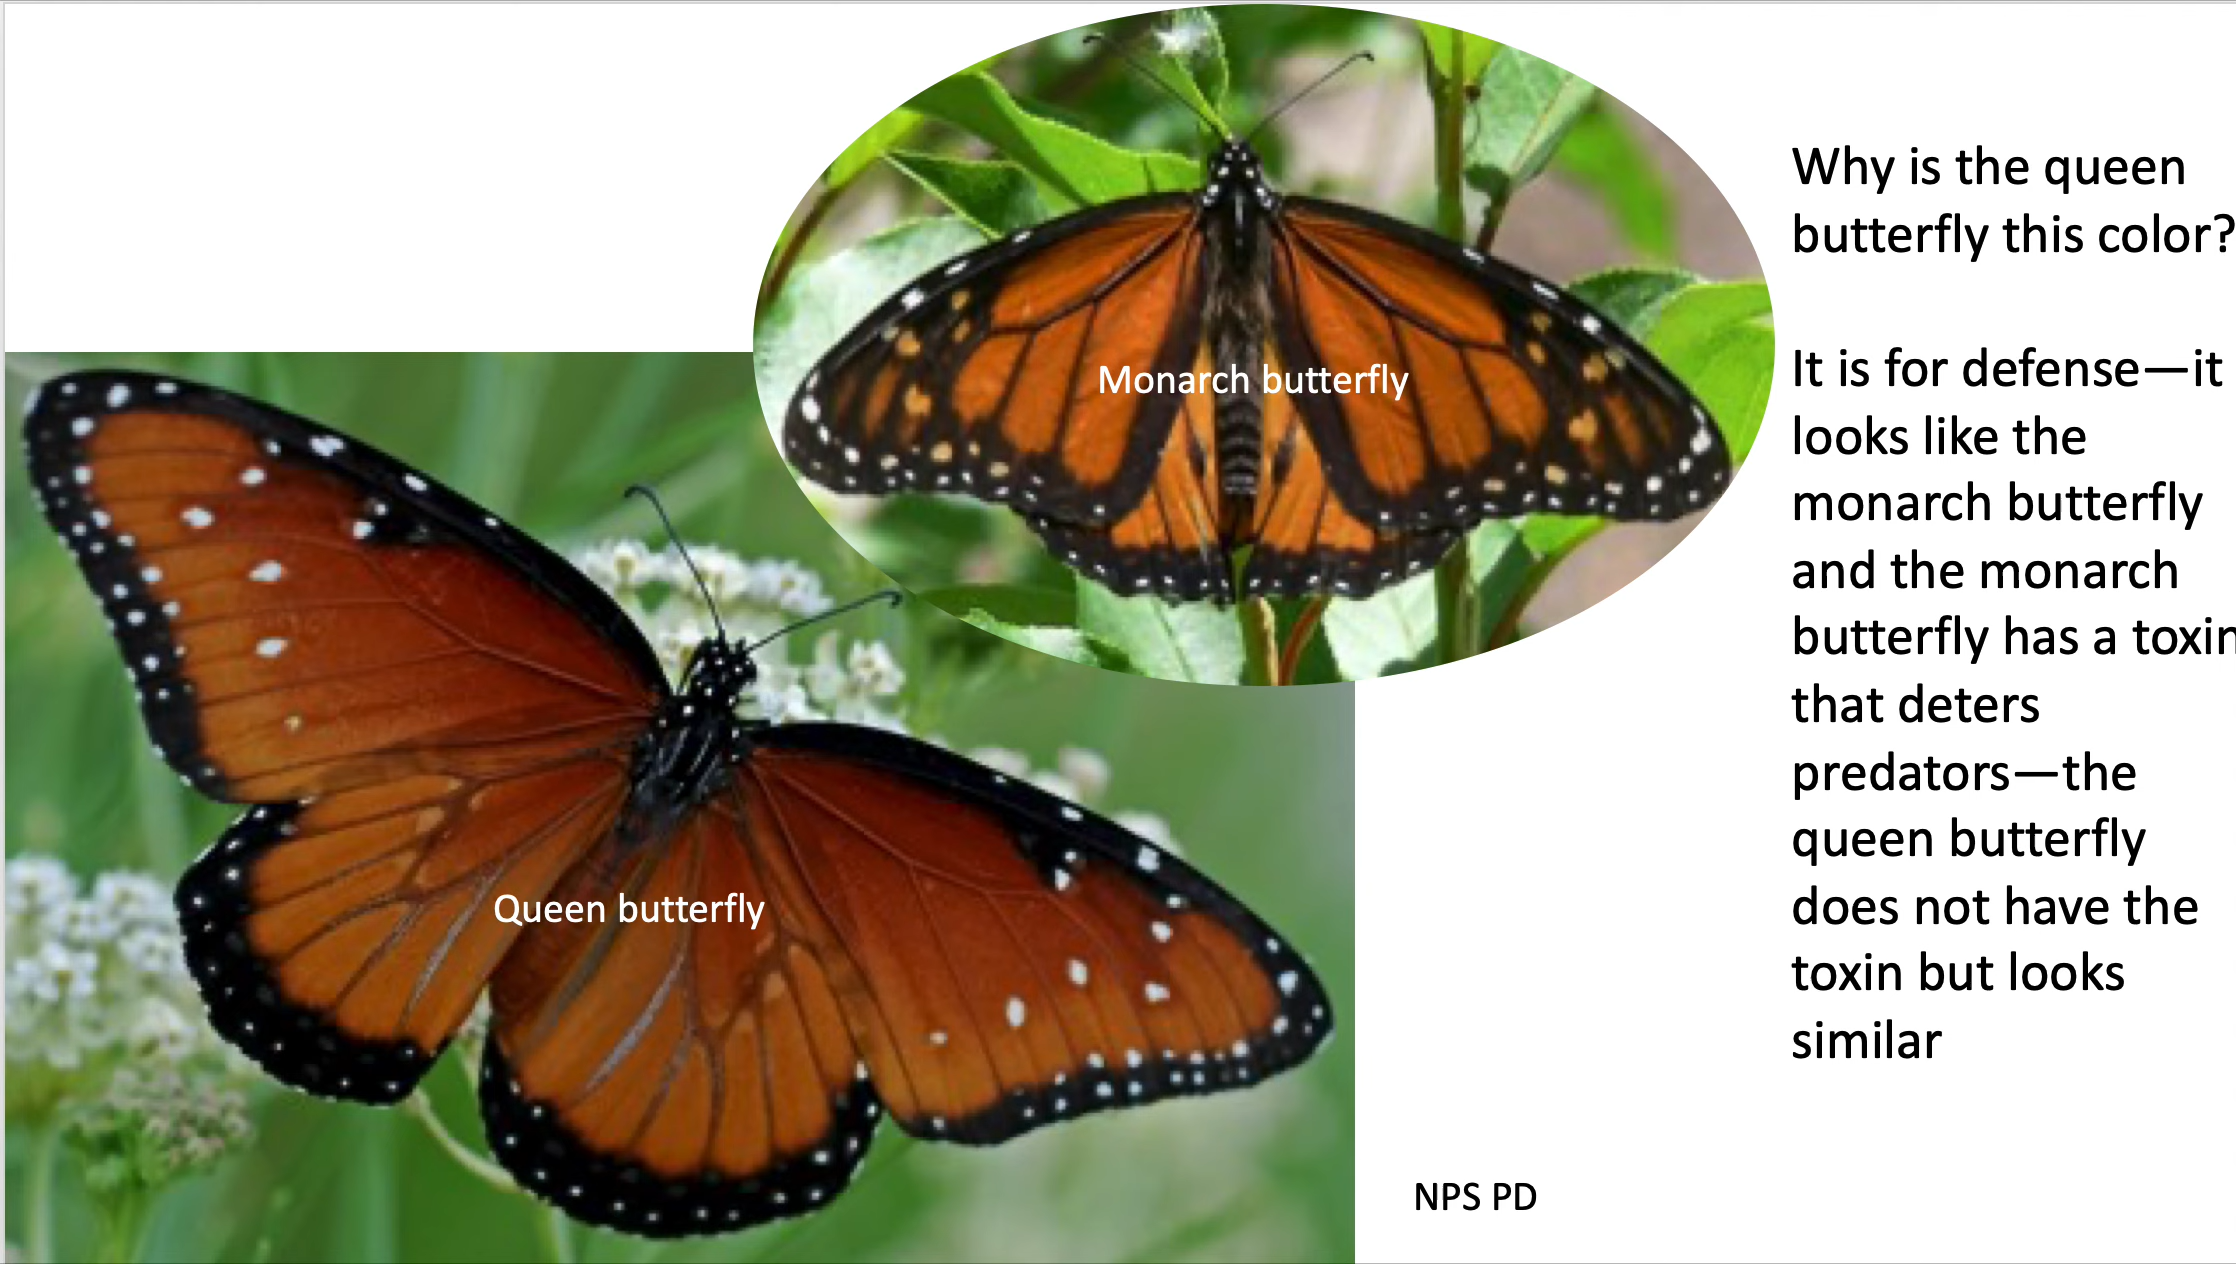 Monarch butterfly
Queen butterfly
Why is the queen
butterfly this color?
It is for defense—it
looks like the
monarch butterfly
and the monarch
butterfly has a toxin
that deters
predators—the
queen butterfly
does not have the
toxin but looks
similar
NPS PD